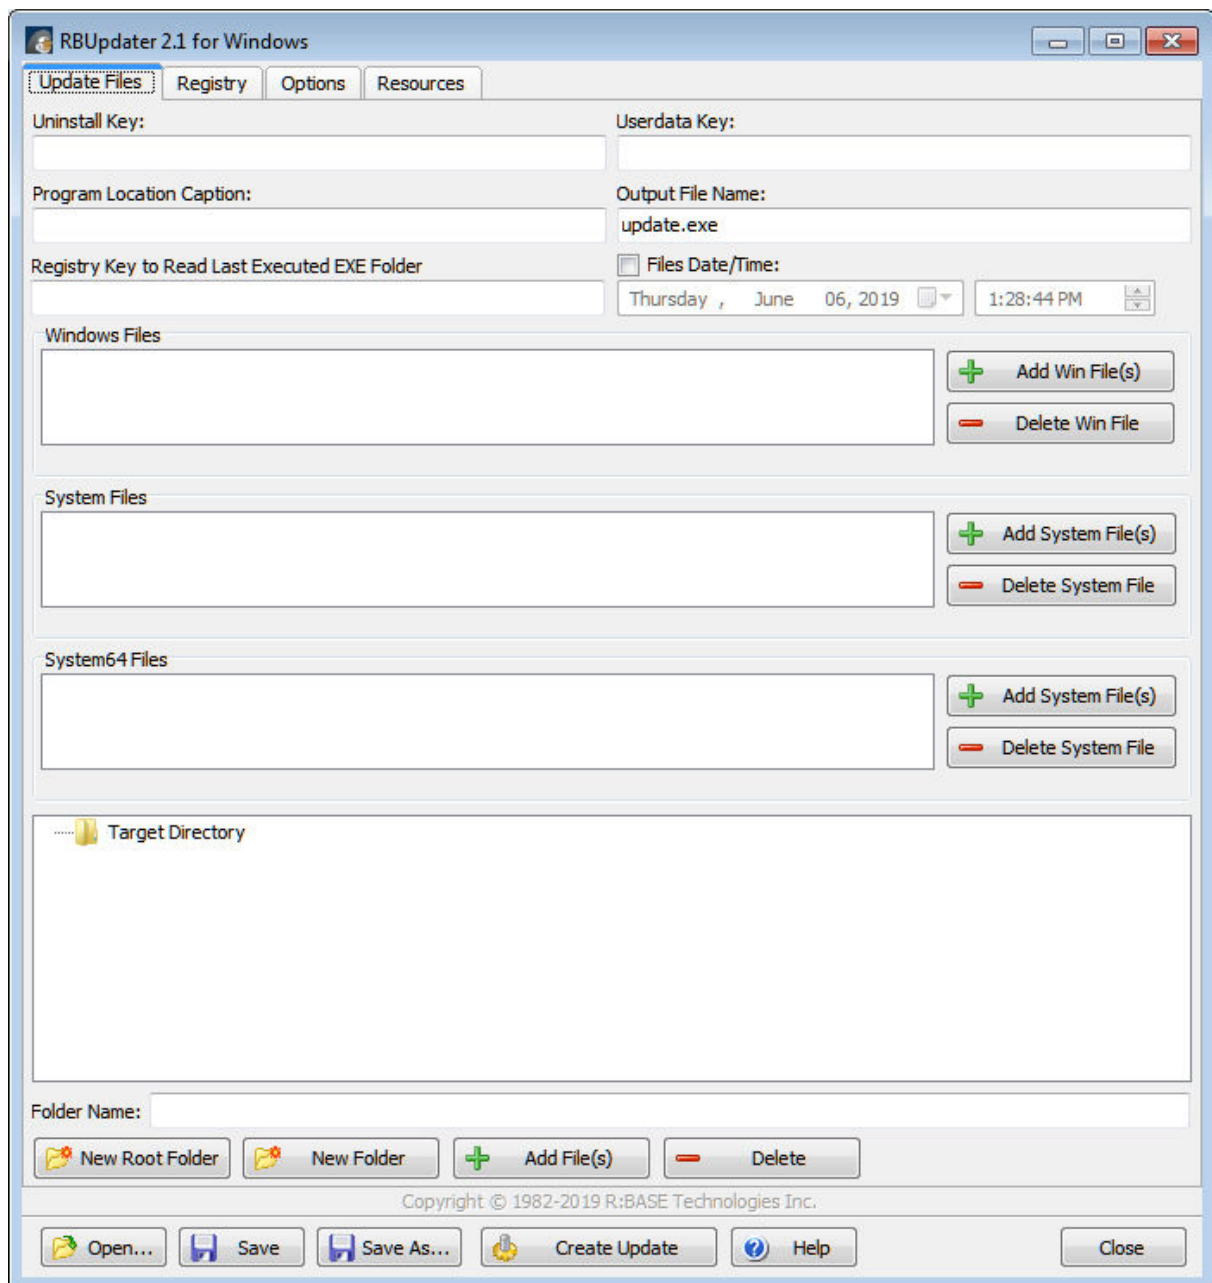 RBUpdater 2.1 for Windows
Update Files Registry Options Resources
Uninstall Key: Userdata Key:
Program Location Caption: Output File Name:
update.exe
Registry Key to Read Last Executed EXE Folder Files Date/Time:
Thursday , June 06, 2019 1:28:44 PM
Windows Files
Add Win File(s)
Delete Win File
System Files
Add System File(s)
Delete System File
System64 Files
Add System File(s)
Delete System File
Target Directory
Folder Name:
New Root Folder New Folder Add File(s) Delete
Copyright © 1982-2019 R:BASE Technologies Inc.
Open... Save Save As... Create Update Help Close